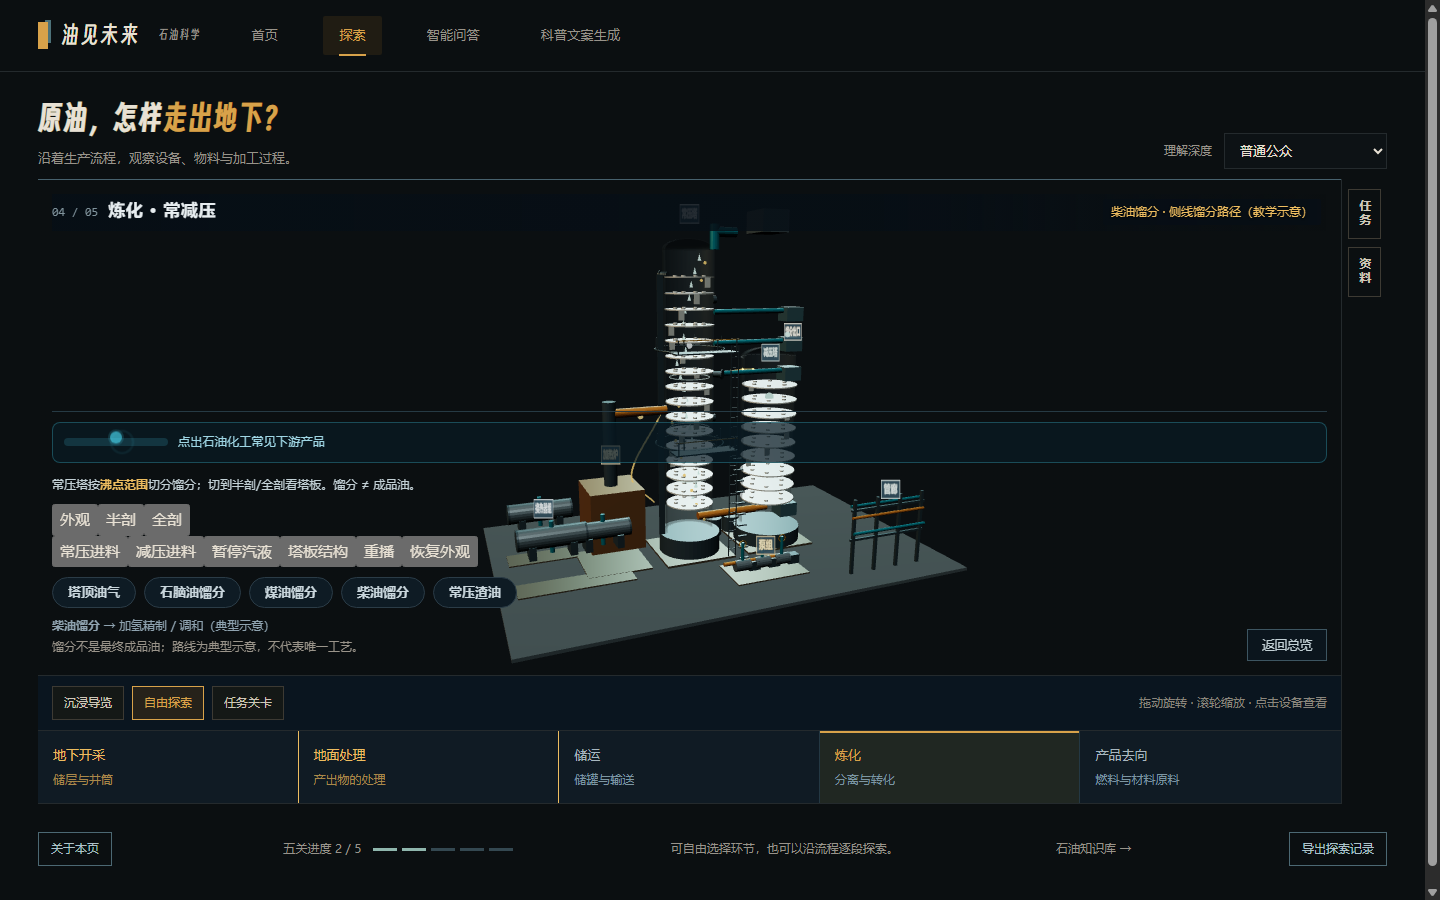 油见未来
石油科学
首页
探索
智能问答
科普文案生成
原油，怎样走出地下？
沿着生产流程，观察设备、物料与加工过程。
理解深度
普通公众
04 / 05 炼化 · 常减压
柴油馏分 · 侧线馏分路径（教学示意）
任务
资料
减压塔
点出石油化工常见下游产品
常压塔按沸点范围切分馏分；切到半剖/全剖看塔板。馏分 ≠ 成品油。
外观 半剖 全剖
常压进料 减压进料 暂停汽液 塔板结构 重播 恢复外观
塔顶油气 石脑油馏分 煤油馏分 柴油馏分 常压渣油
柴油馏分 → 加氢精制 / 调和（典型示意）
馏分不是最终成品油；路线为典型示意，不代表唯一工艺。
返回总览
沉浸导览
自由探索
任务关卡
拖动旋转 · 滚轮缩放 · 点击设备查看
地下开采
储层与井筒
地面处理
产出物的处理
储运
储罐与输送
炼化
分离与转化
产品去向
燃料与材料原料
关于本页
五关进度 2 / 5
可自由选择环节，也可以沿流程逐段探索。
石油知识库 →
导出探索记录